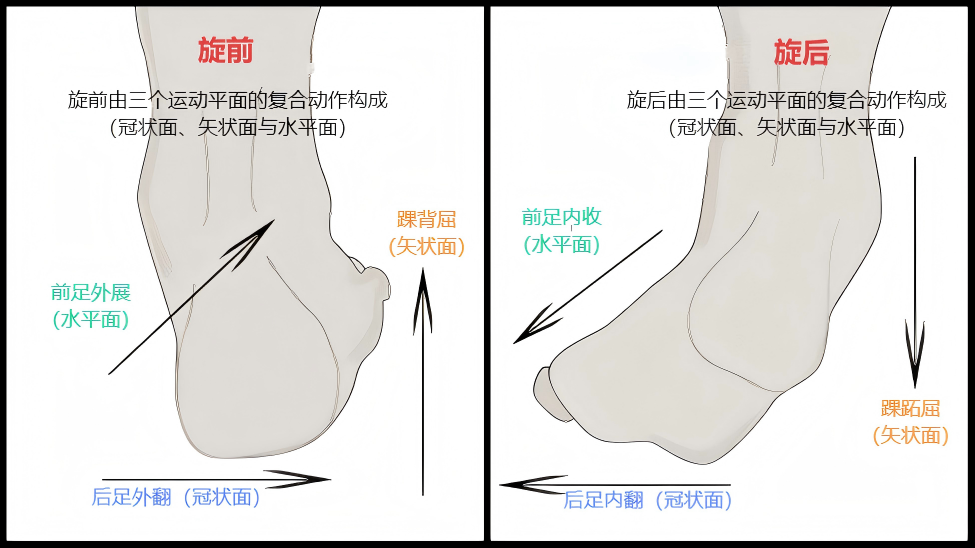 旋前
旋前由三个运动平面的复合动作构成
（冠状面、矢状面与水平面）
踝背屈
（矢状面）
前足外展
（水平面）
后足外翻（冠状面）
旋后
旋后由三个运动平面的复合动作构成
（冠状面、矢状面与水平面）
前足内收
（水平面）
踝跖屈
（矢状面）
后足内翻（冠状面）